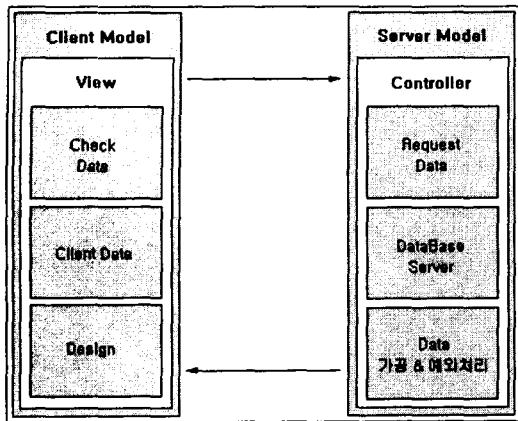 Client Model
View
Check
Data
Client Data
Design
Server Model
Controller
Request
Data
DataBase
Server
Data
가공 & 예외처리